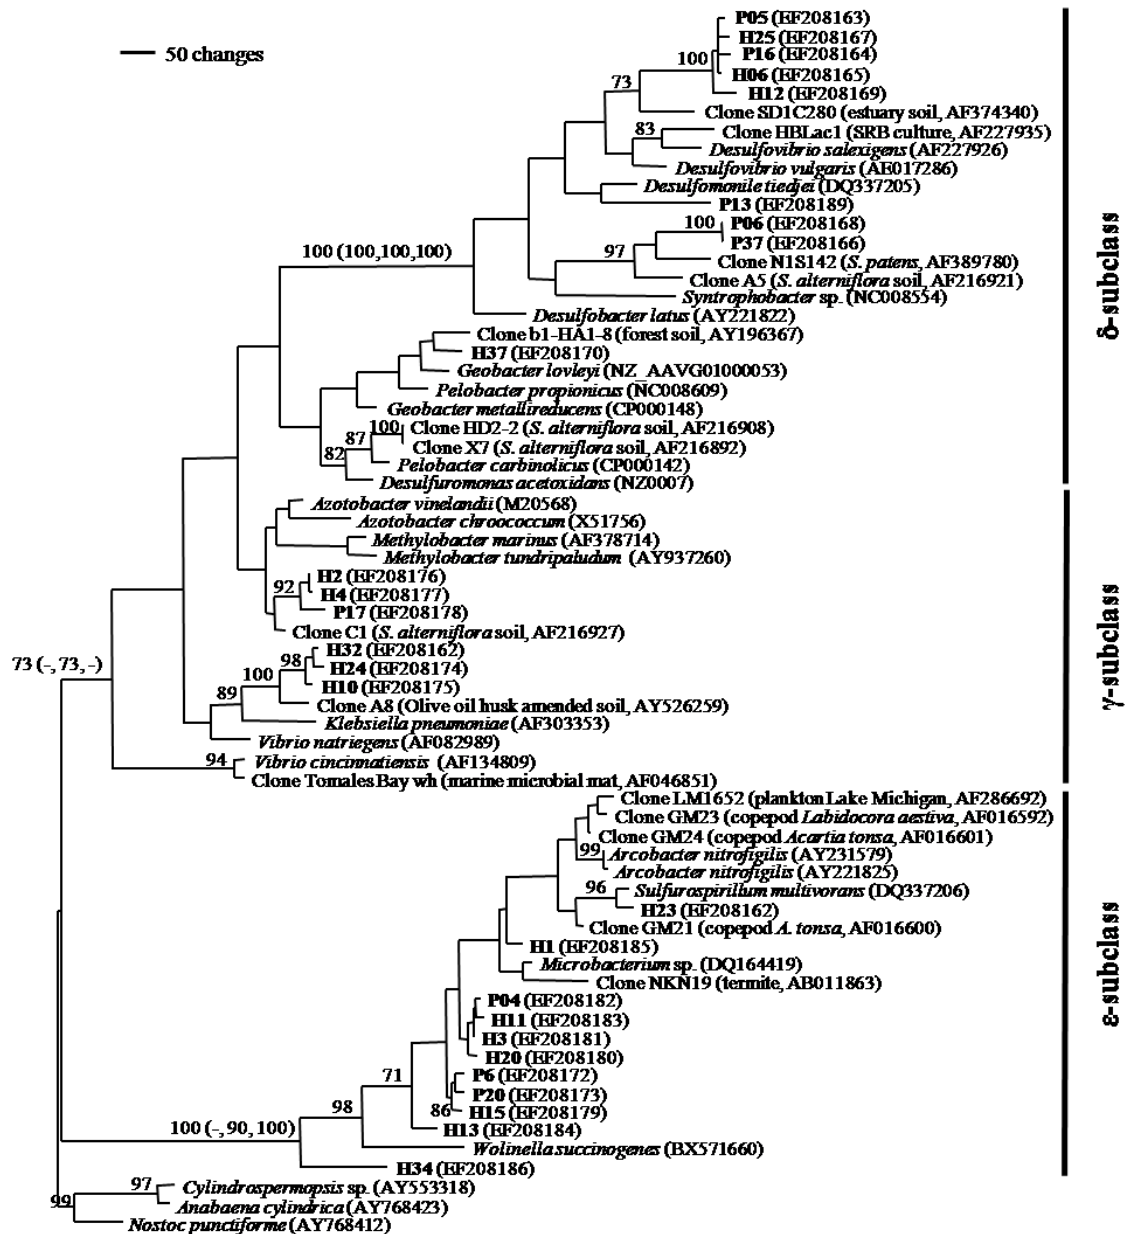 P05 (EF208163)
50 changes
H25 (EF208167)
P16 (EF208164)
100
H06 (EF208165)
73
H12 (EF208169)
Clone SD1C280 (estuary soil, AF374340)
83
Clone HBLac1 (SRB culture, AF227935)
Desulfovibrio salexigens (AF227926)
Desulfovibrio vulgaris (AE017286)
Desulfomonile tiedjei (DQ337205)
P13 (EF208189)
100
P06 (EF208168)
P37 (EF208166)
100 (100,100,100)
97
Clone N1S142 (S. patens, AF389780)
Clone A5 (S. alterniflora soil, AF216921)
Syntrophobacter sp. (NC008554)
Desulfobacter latus (AY221822)
δ-subclass
Clone b1-HA1-8 (forest soil, AY196367)
H37 (EF208170)
Geobacter lovleyi (NZ_AAVG01000053)
Pelobacter propionicus (NC008609)
Geobacter metallireducens (CP000148)
100
Clone HD2-2 (S. alterniflora soil, AF216908)
87
Clone X7 (S. alterniflora soil, AF216892)
82
Pelobacter carbinolicus (CP000142)
Desulfuromonas acetoxidans (NZ0007)
Azotobacter vinelandii (M20568)
Azotobacter chroococcum (X51756)
Methylobacter marinus (AF378714)
Methylobacter tundripaludum (AY937260)
H2 (EF208176)
92
H4 (EF208177)
P17 (EF208178)
Clone C1 (S. alterniflora soil, AF216927)
γ-subclass
H32 (EF208162)
73 (-, 73, -)
98
H24 (EF208174)
100
H10 (EF208175)
89
Clone A8 (Olive oil husk amended soil, AY526259)
Klebsiella pneumoniae (AF303353)
Vibrio natriegens (AF082989)
94
Vibrio cincinnatiensis (AF134809)
Clone Tomales Bay wh (marine microbial mat, AF046851)
Clone LM1652 (plankton Lake Michigan, AF286692)
Clone GM23 (copepod Labidocora aestiva, AF016592)
Clone GM24 (copepod Acartia tonsa, AF016601)
99
Arcobacter nitrofigilis (AY231579)
Arcobacter nitrofigilis (AY221825)
96
Sulfurospirillum multivorans (DQ337206)
H23 (EF208162)
Clone GM21 (copepod A. tonsa, AF016600)
H1 (EF208185)
Microbacterium sp. (DQ164419)
Clone NKN19 (termite, AB011863)
ε-subclass
P04 (EF208182)
H11 (EF208183)
H3 (EF208181)
H20 (EF208180)
71
P6 (EF208172)
P20 (EF208173)
98
86
H15 (EF208179)
100 (-, 90, 100)
H13 (EF208184)
Wolinella succinogenes (BX571660)
H34 (EF208186)
97
Cylindrospermopsis sp. (AY553318)
99
Anabaena cylindrica (AY768423)
Nostoc punctiforme (AY768412)